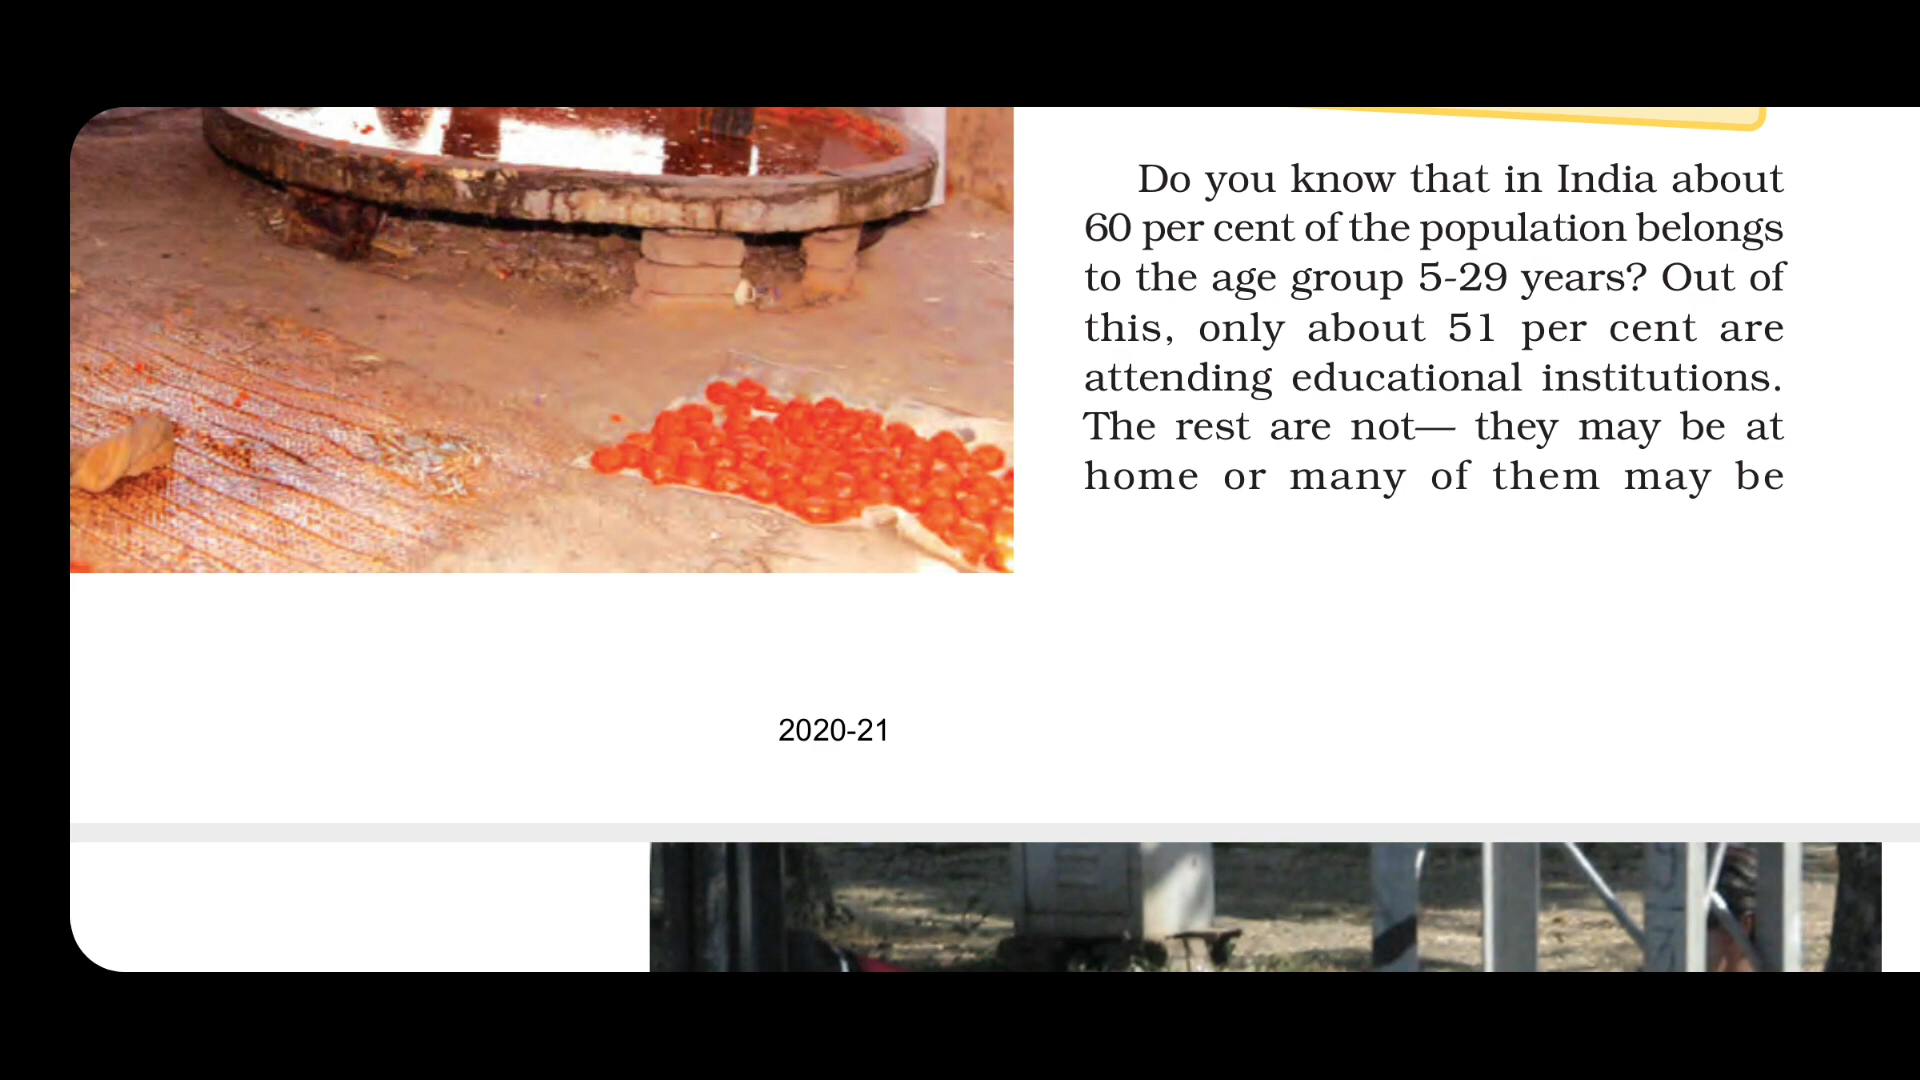 Do you know that in India about
60 per cent of the population belongs
to the age group 5-29 years? Out of
this, only about 51 per cent are
attending educational institutions.
The rest are not— they may be at
home or many of them may be
2020-21